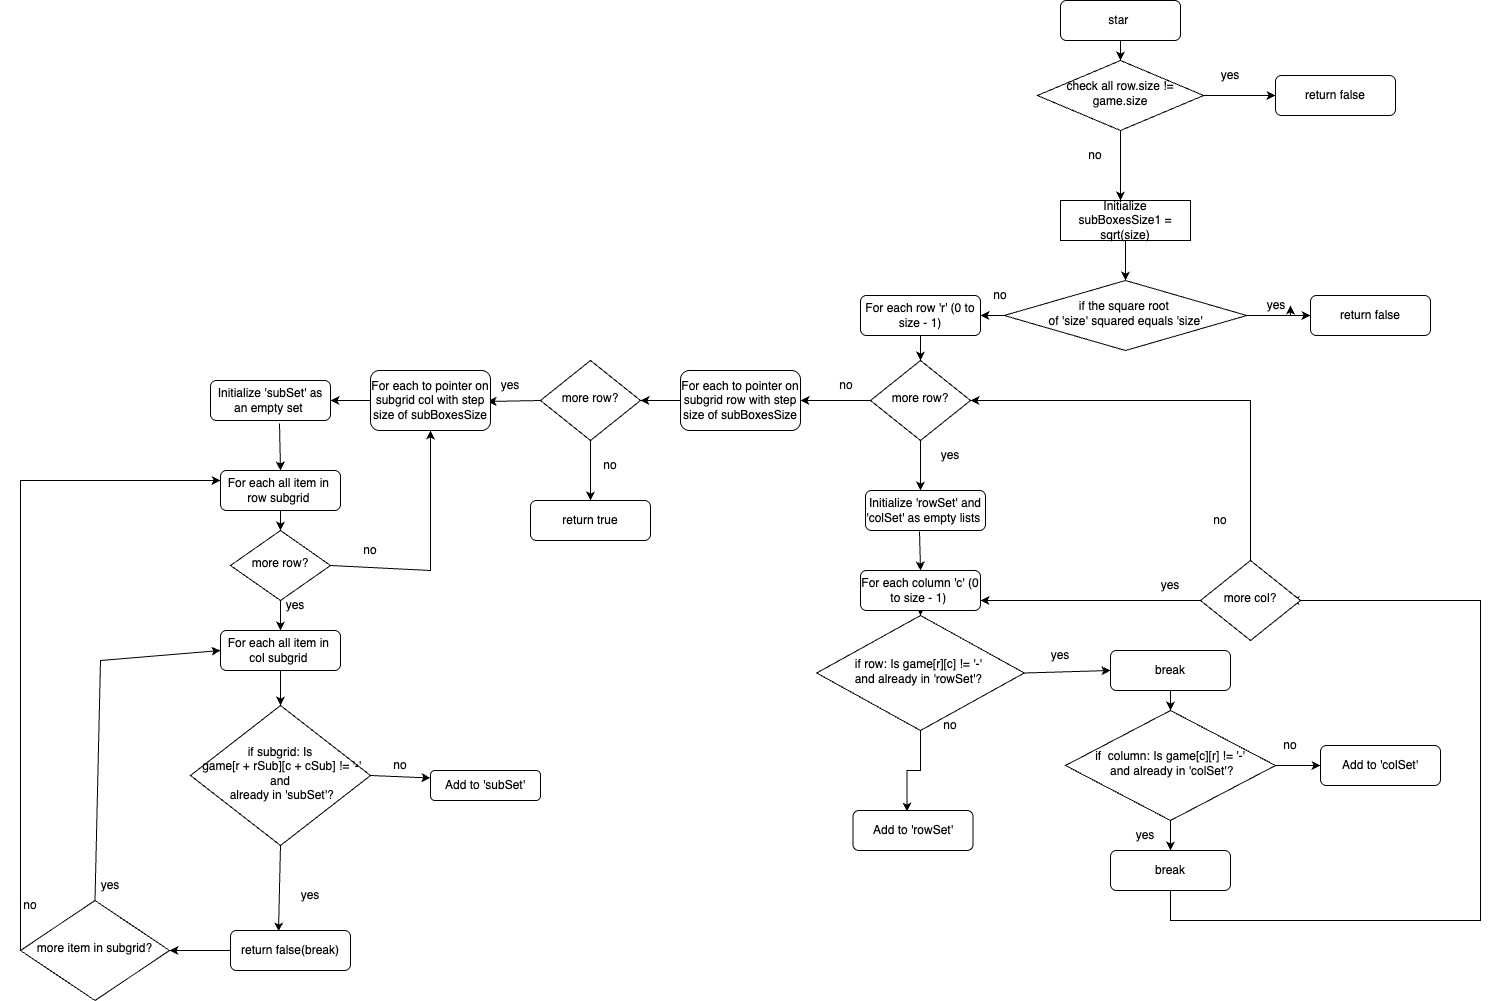 star
check all row.size !=
game.size
yes
return false
no
Initialize
subBoxesSize1 =
sqrt(size)
if the square root
of 'size' squared equals 'size'
yes
return false
no
For each row 'r' (0 to
size - 1)
more row?
no
For each to pointer on
subgrid row with step
size of subBoxesSize
more row?
yes
For each to pointer on
subgrid col with step
size of subBoxesSize
Initialize 'subSet' as
an empty set
no
return true
For each all item in
row subgrid
more row?
no
yes
For each all item in
col subgrid
if subgrid: Is
game[r + rSub][c + cSub] != '-'
and
already in 'subSet'?
no
Add to 'subSet'
yes
return false(break)
more item in subgrid?
yes
no
yes
Initialize 'rowSet' and
'colSet' as empty lists
For each column 'c' (0
to size - 1)
yes
more col?
no
if row: Is game[r][c] != '-'
and already in 'rowSet'?
yes
break
no
Add to 'rowSet'
if  column: Is game[c][r] != '-'
and already in 'colSet'?
no
Add to 'colSet'
yes
break